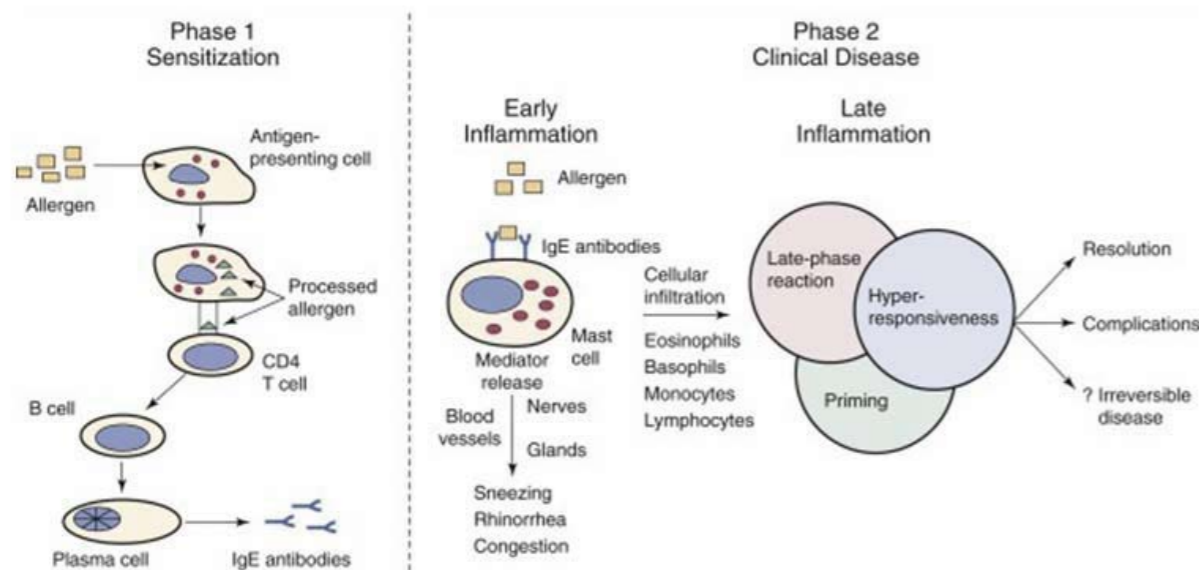 Phase 1
Sensitization
Allergen
Antigen-
presenting cell
Processed
allergen
CD4
T cell
B cell
Plasma cell
IgE antibodies
Phase 2
Clinical Disease
Early
Inflammation
Allergen
IgE antibodies
Mast
cell
Mediator
release
Blood
vessels
Nerves
Glands
Sneezing
Rhinorrhea
Congestion
Cellular
infiltration
Eosinophils
Basophils
Monocytes
Lymphocytes
Late
Inflammation
Late-phase
reaction
Hyper-
responsiveness
Priming
Resolution
Complications
? Irreversible
disease